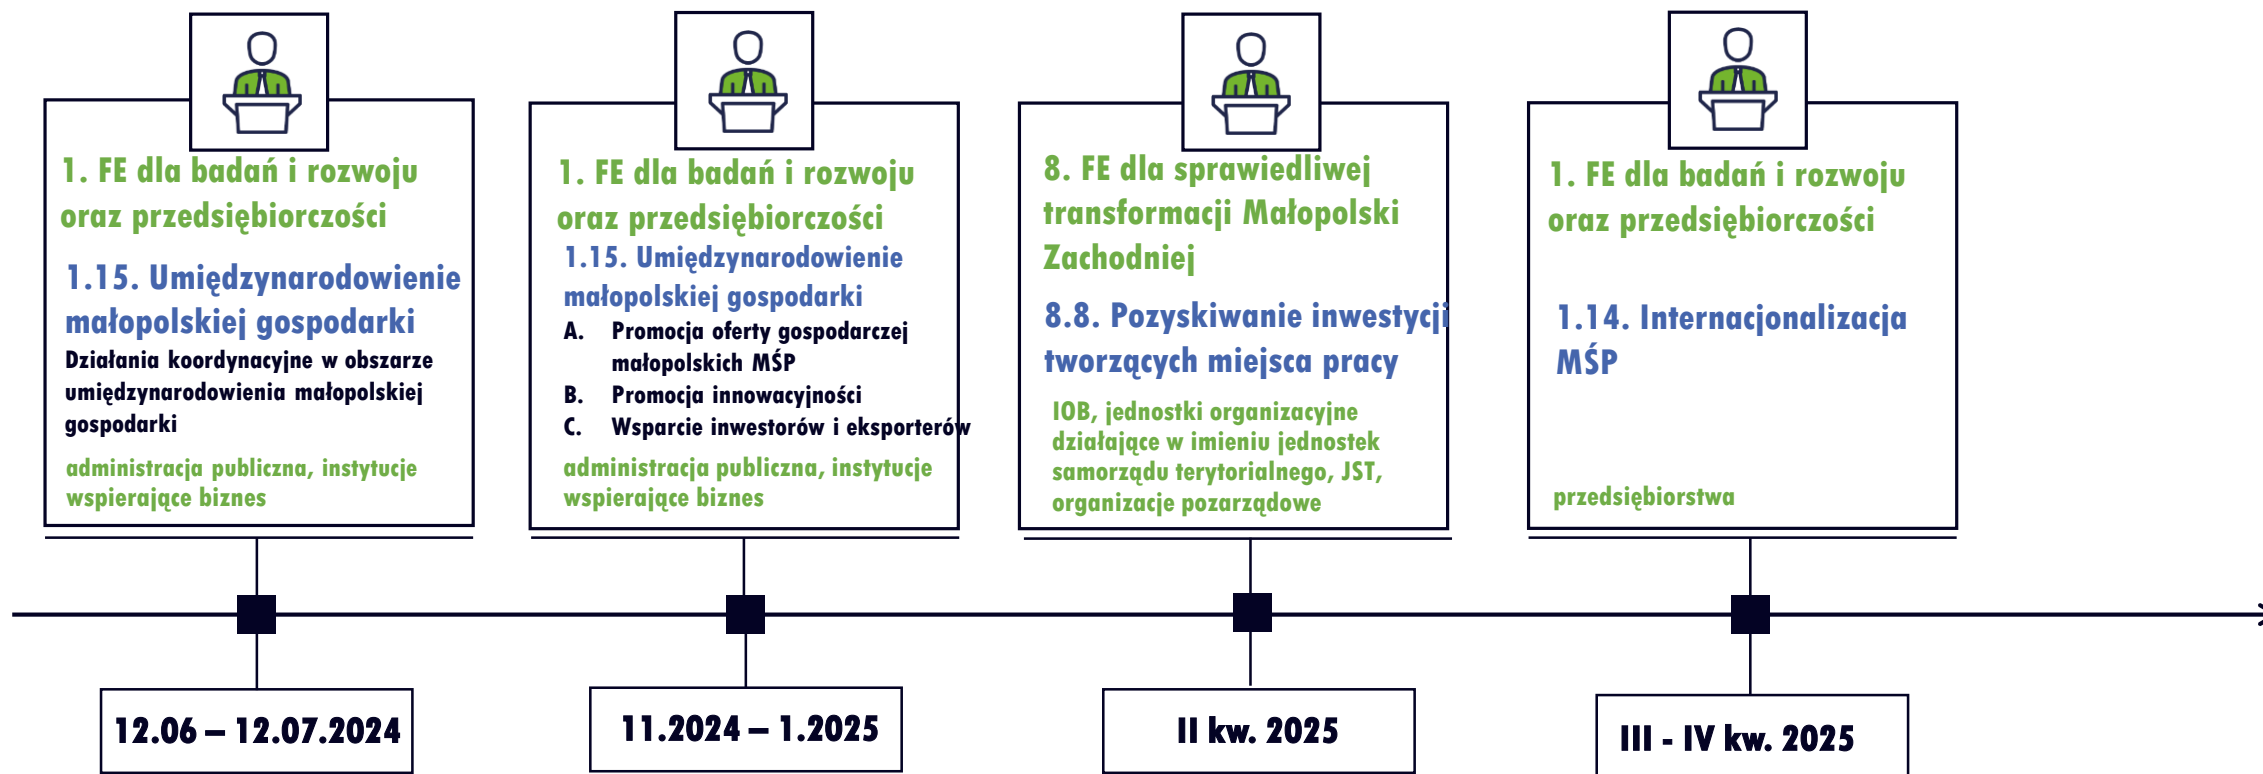 1. FE dla badań i rozwoju
oraz przedsiębiorczości
1.15. Umiędzynarodowienie
małopolskiej gospodarki
Działania koordynacyjne w obszarze
umiędzynarodowienia małopolskiej
gospodarki
administracja publiczna, instytucje
wspierające biznes
12.06 – 12.07.2024
1. FE dla badań i rozwoju
oraz przedsiębiorczości
1.15. Umiędzynarodowienie
małopolskiej gospodarki
A. Promocja oferty gospodarczej
małopolskich MŚP
B. Promocja innowacyjności
C. Wsparcie inwestorów i eksporterów
administracja publiczna, instytucje
wspierające biznes
11.2024 – 1.2025
8. FE dla sprawiedliwej
transformacji Małopolski
Zachodniej
8.8. Pozyskiwanie inwestycji
tworzących miejsca pracy
IOB, jednostki organizacyjne
działające w imieniu jednostek
samorządu terytorialnego, JST,
organizacje pozarządowe
II kw. 2025
1. FE dla badań i rozwoju
oraz przedsiębiorczości
1.14. Internacjonalizacja
MŚP
przedsiębiorstwa
III - IV kw. 2025